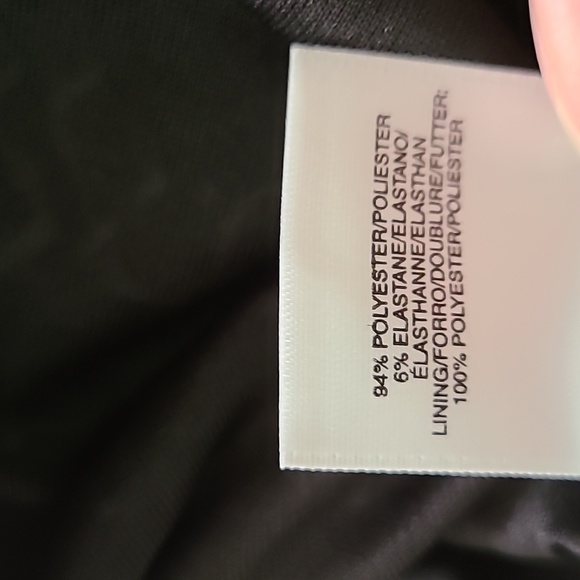 94% POLYESTER/POLIESTER
6% ELASTANE/ELASTANO/
ÉLASTHANNE/ELASTHAN
LINING/FORRO/DOUBLURE/FUTTER:
100% POLYESTER/POLIESTER